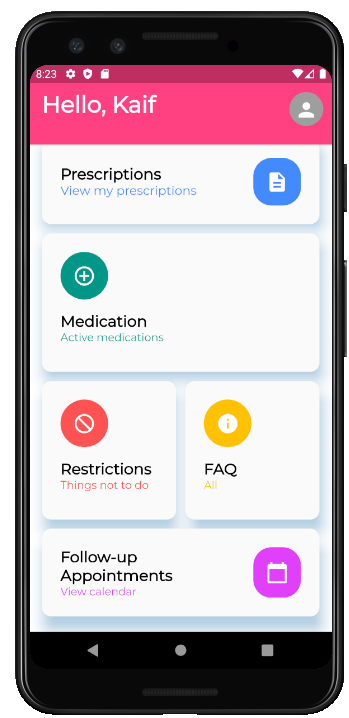 8:23
Hello, Kaif
Prescriptions
View my prescriptions
Medication
Active medications
Restrictions
Things not to do
FAQ
All
Follow-up
Appointments
View calendar